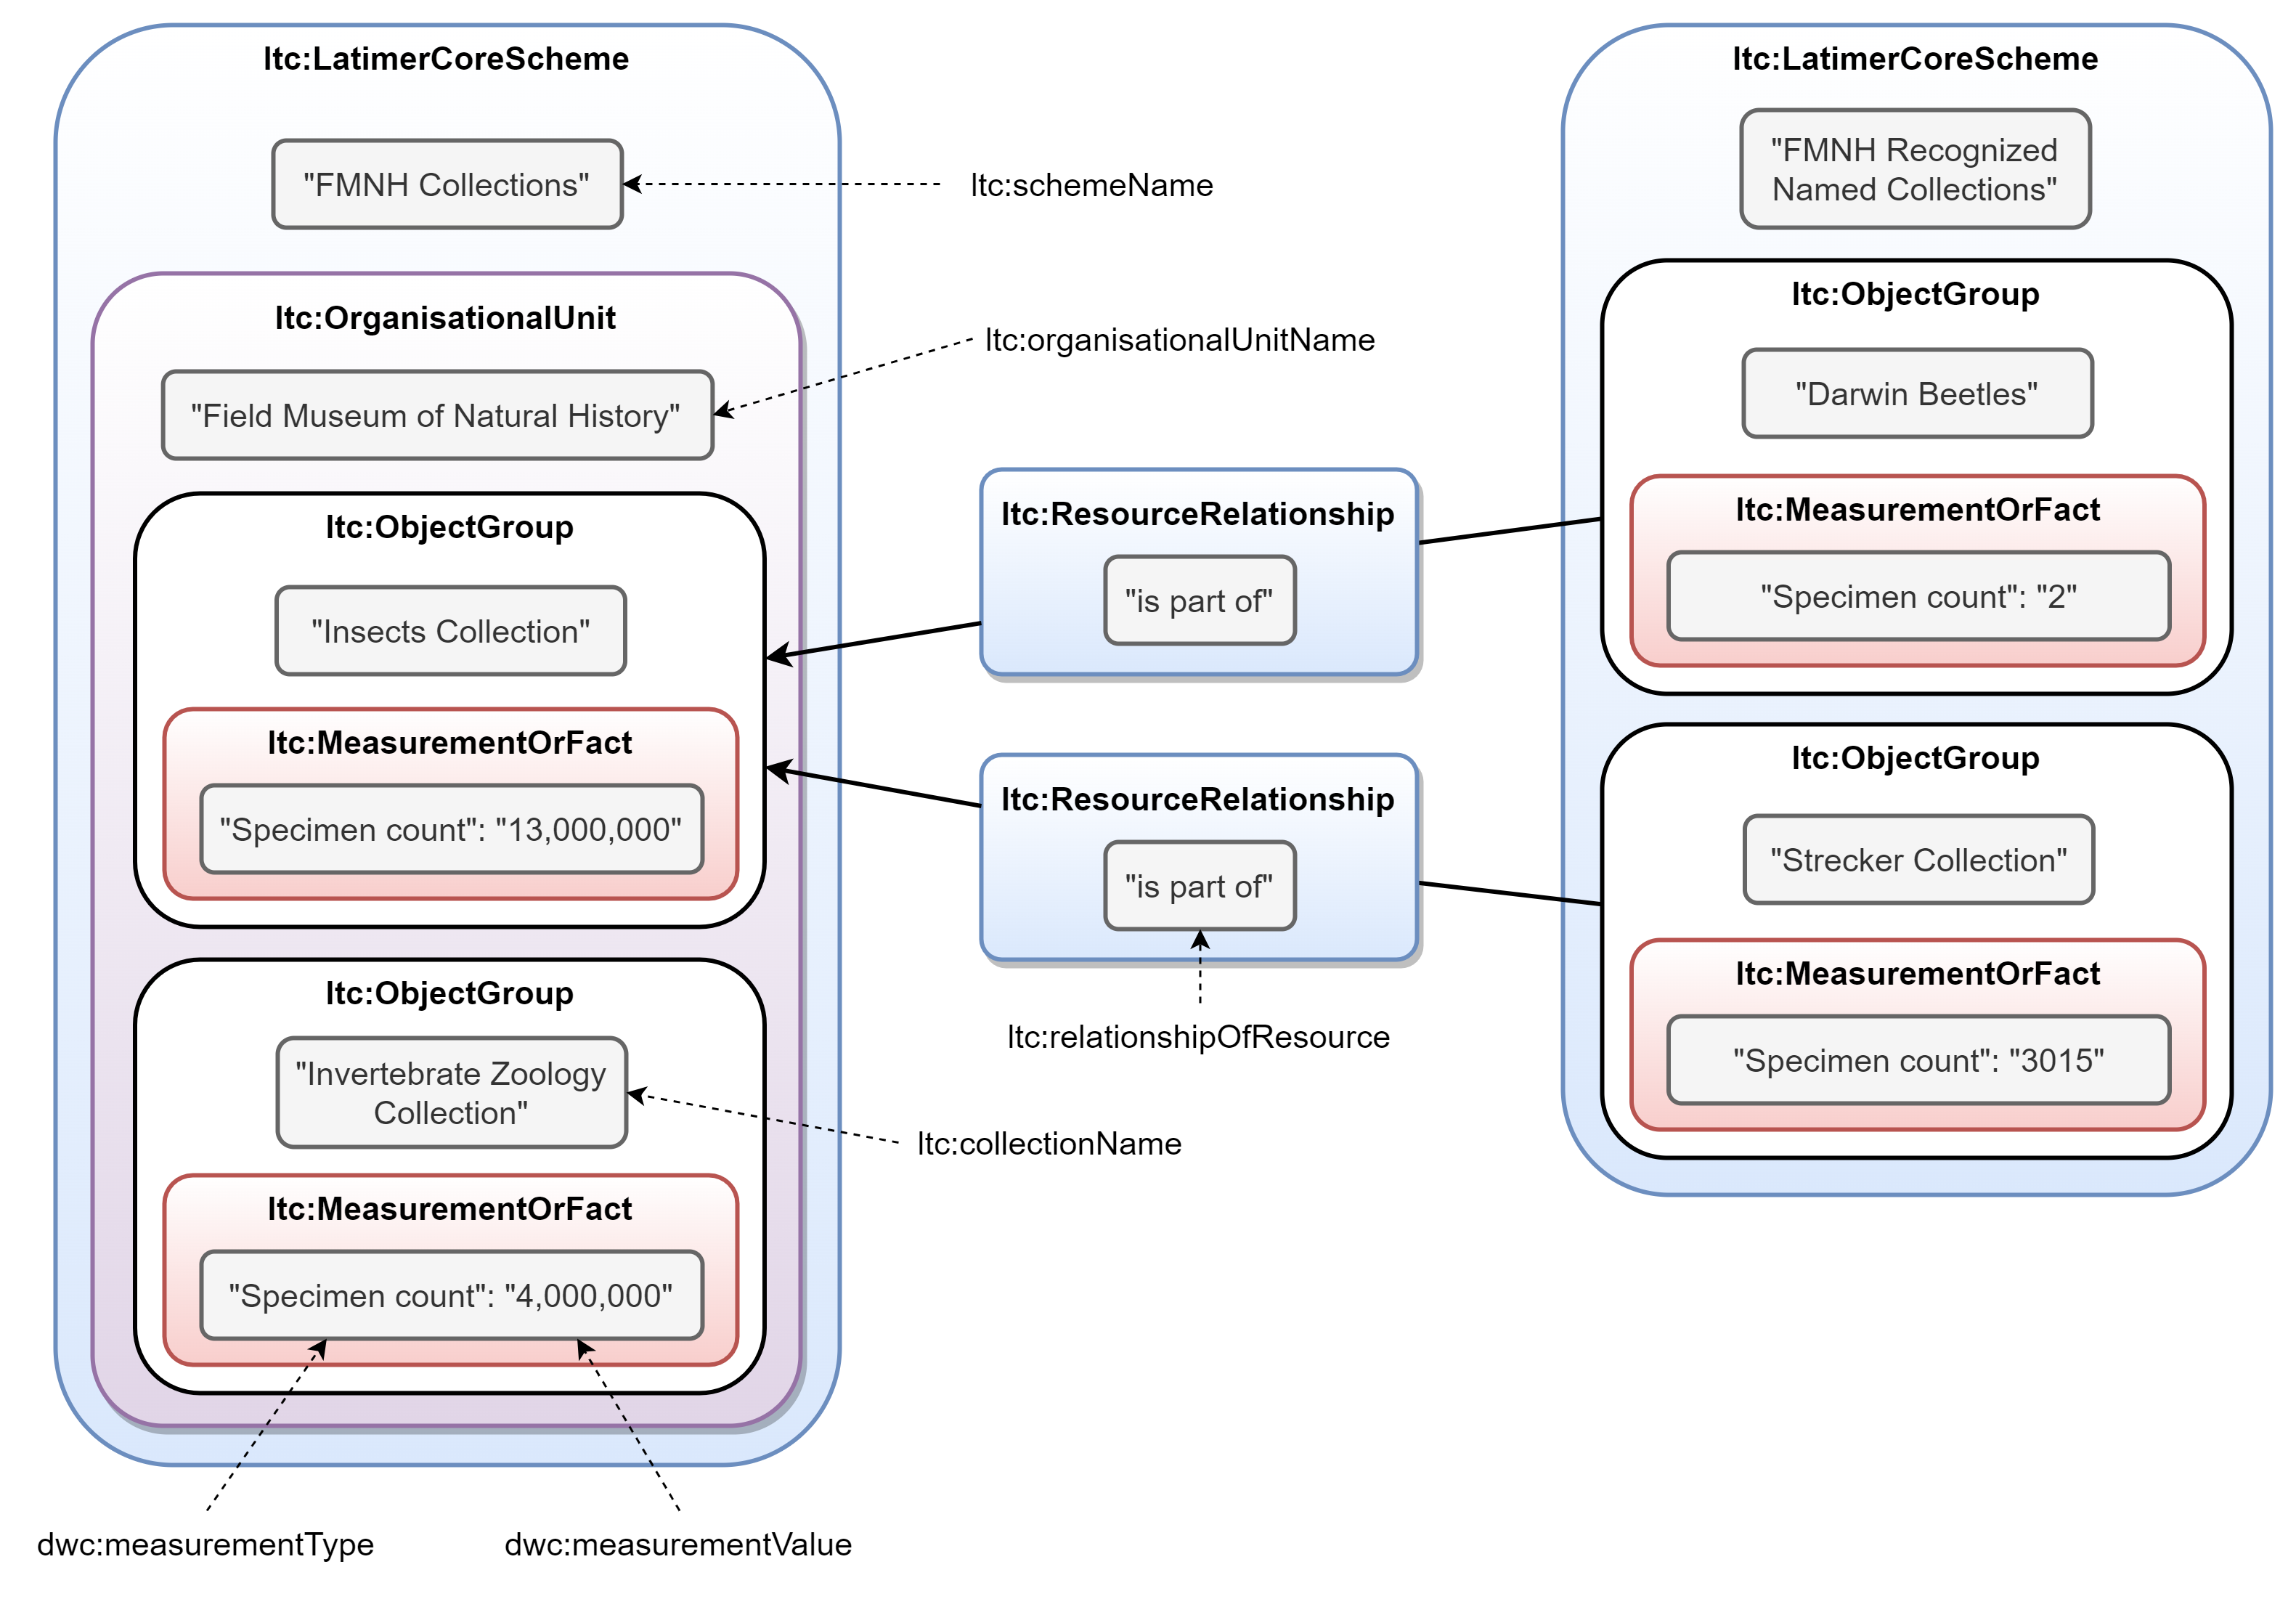 ltc:LatimerCoreScheme
"FMNH Collections"
ltc:schemeName
ltc:OrganisationalUnit
ltc:organisationalUnitName
"Field Museum of Natural History"
ltc:ObjectGroup
"Insects Collection"
ltc:MeasurementOrFact
"Specimen count": "13,000,000"
ltc:ObjectGroup
"Invertebrate Zoology
Collection"
ltc:collectionName
ltc:MeasurementOrFact
"Specimen count": "4,000,000"
dwc:measurementType
dwc:measurementValue
ltc:ResourceRelationship
"is part of"
ltc:ResourceRelationship
"is part of"
ltc:relationshipOfResource
ltc:LatimerCoreScheme
"FMNH Recognized
Named Collections"
ltc:ObjectGroup
"Darwin Beetles"
ltc:MeasurementOrFact
"Specimen count": "2"
ltc:ObjectGroup
"Strecker Collection"
ltc:MeasurementOrFact
"Specimen count": "3015"